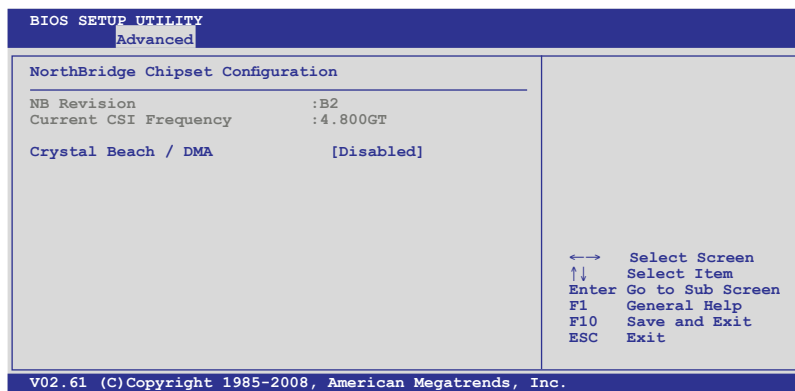 BIOS SETUP UTILITY
Advanced
NorthBridge Chipset Configuration
NB Revision :B2
Current CSI Frequency :4.800GT
Crystal Beach / DMA [Disabled]
←→ Select Screen
↑↓ Select Item
Enter Go to Sub Screen
F1 General Help
F10 Save and Exit
ESC Exit
V02.61 (C)Copyright 1985-2008, American Megatrends, Inc.